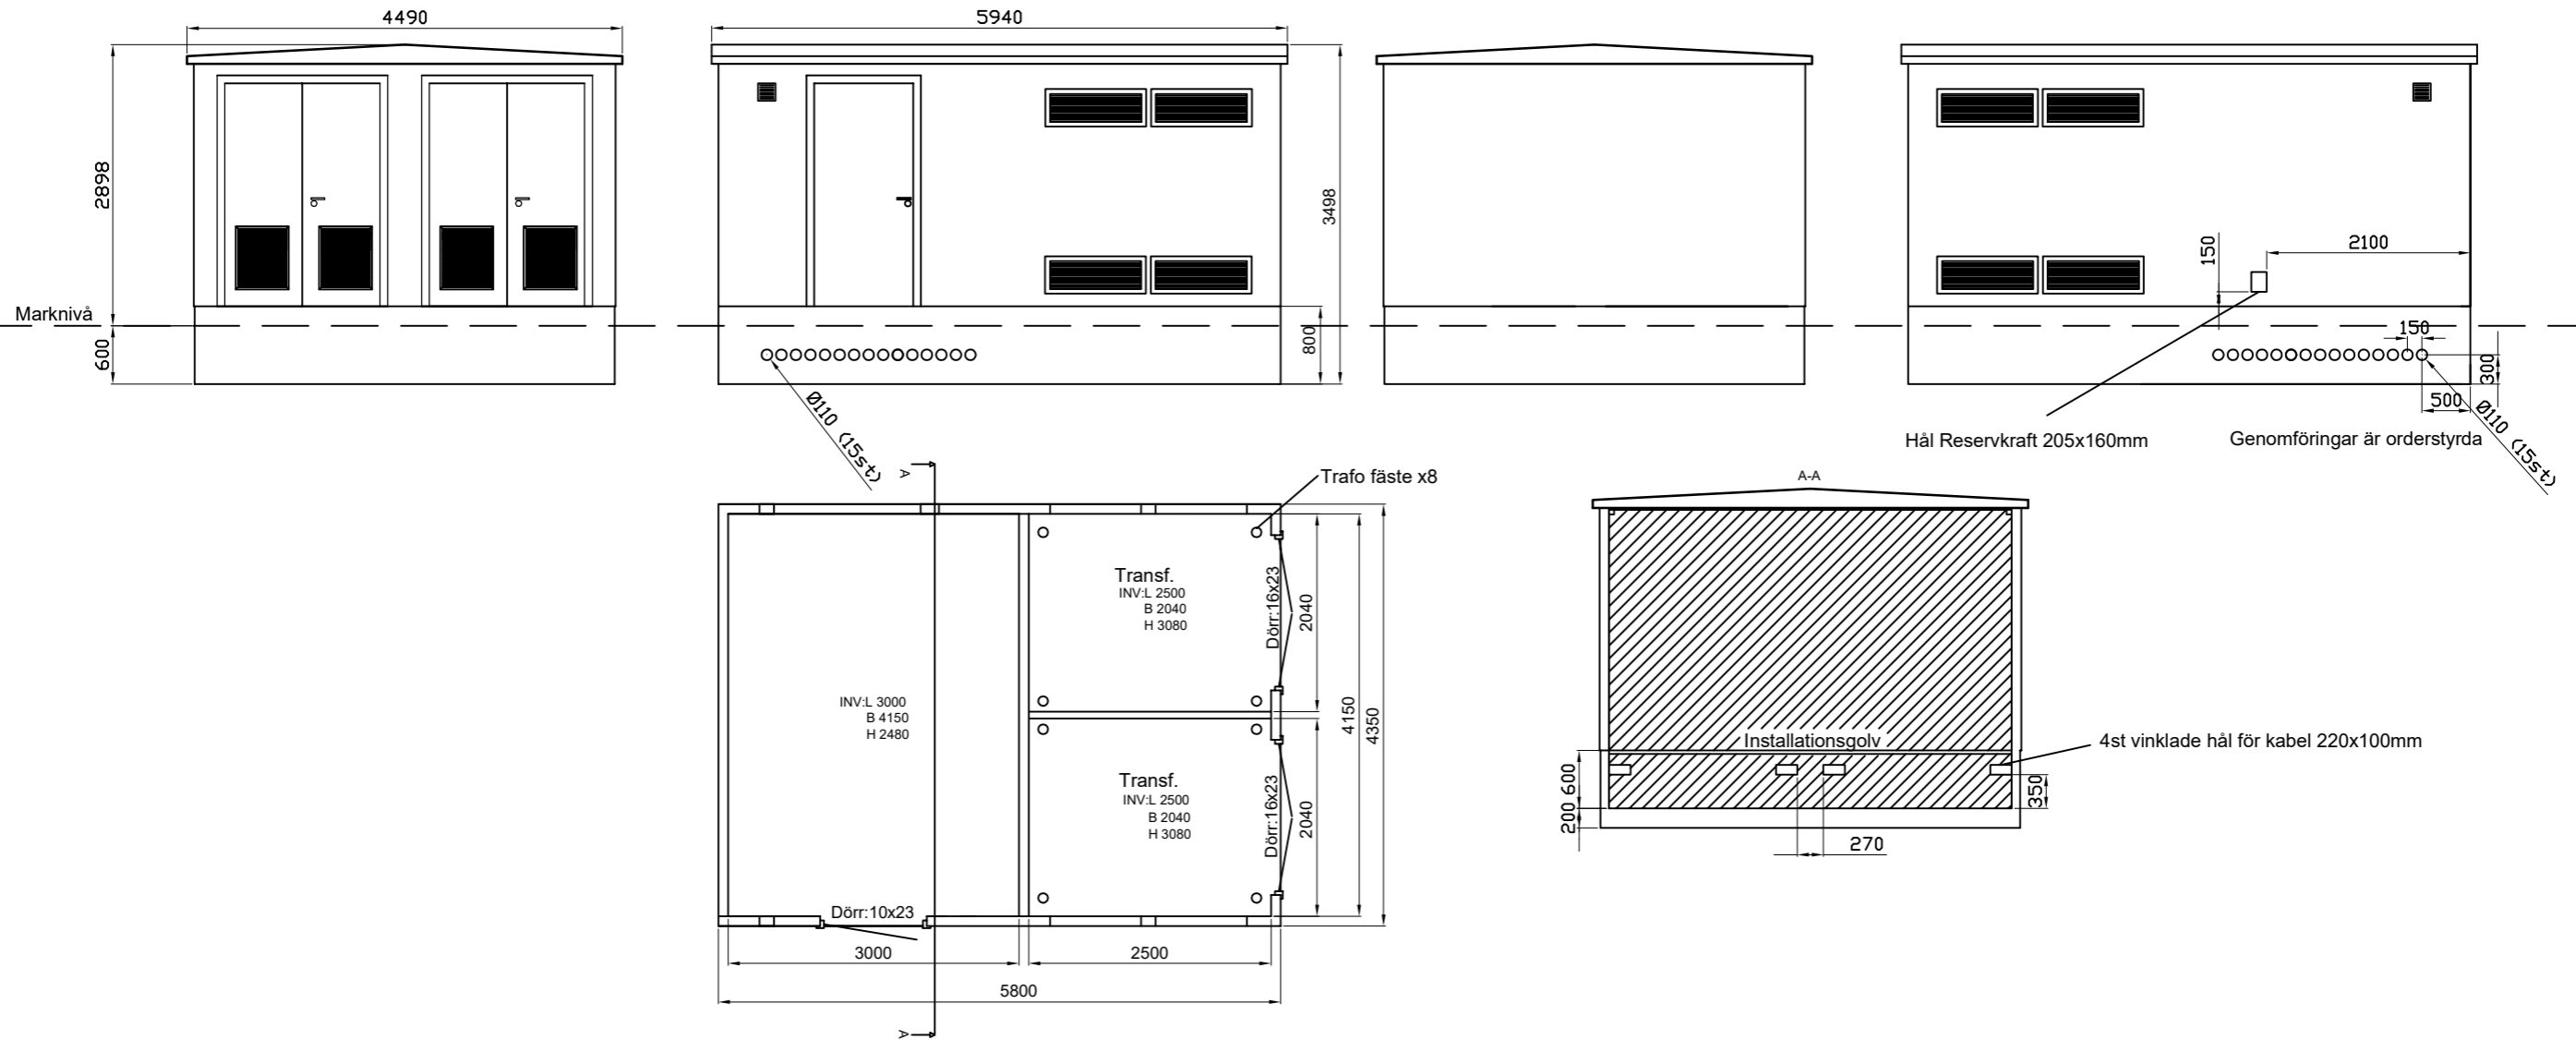 4490
5940
2898
3498
2100
150
Marknivå
600
800
150
300
500
Ø110 (15st)
Hål Reservkraft 205x160mm
Genomföringar är orderstyrda
Ø110 (15st)
A
Trafo fäste x8
A-A
Transf.
INV:L 2500
B 2040
H 3080
Dörr:16x23
2040
INV:L 3000
B 4150
H 2480
4150
4350
Installationsgolv
4st vinklade hål för kabel 220x100mm
Transf.
INV:L 2500
B 2040
H 3080
Dörr:16x23
2040
600
200
350
270
Dörr:10x23
3000
2500
5800
A